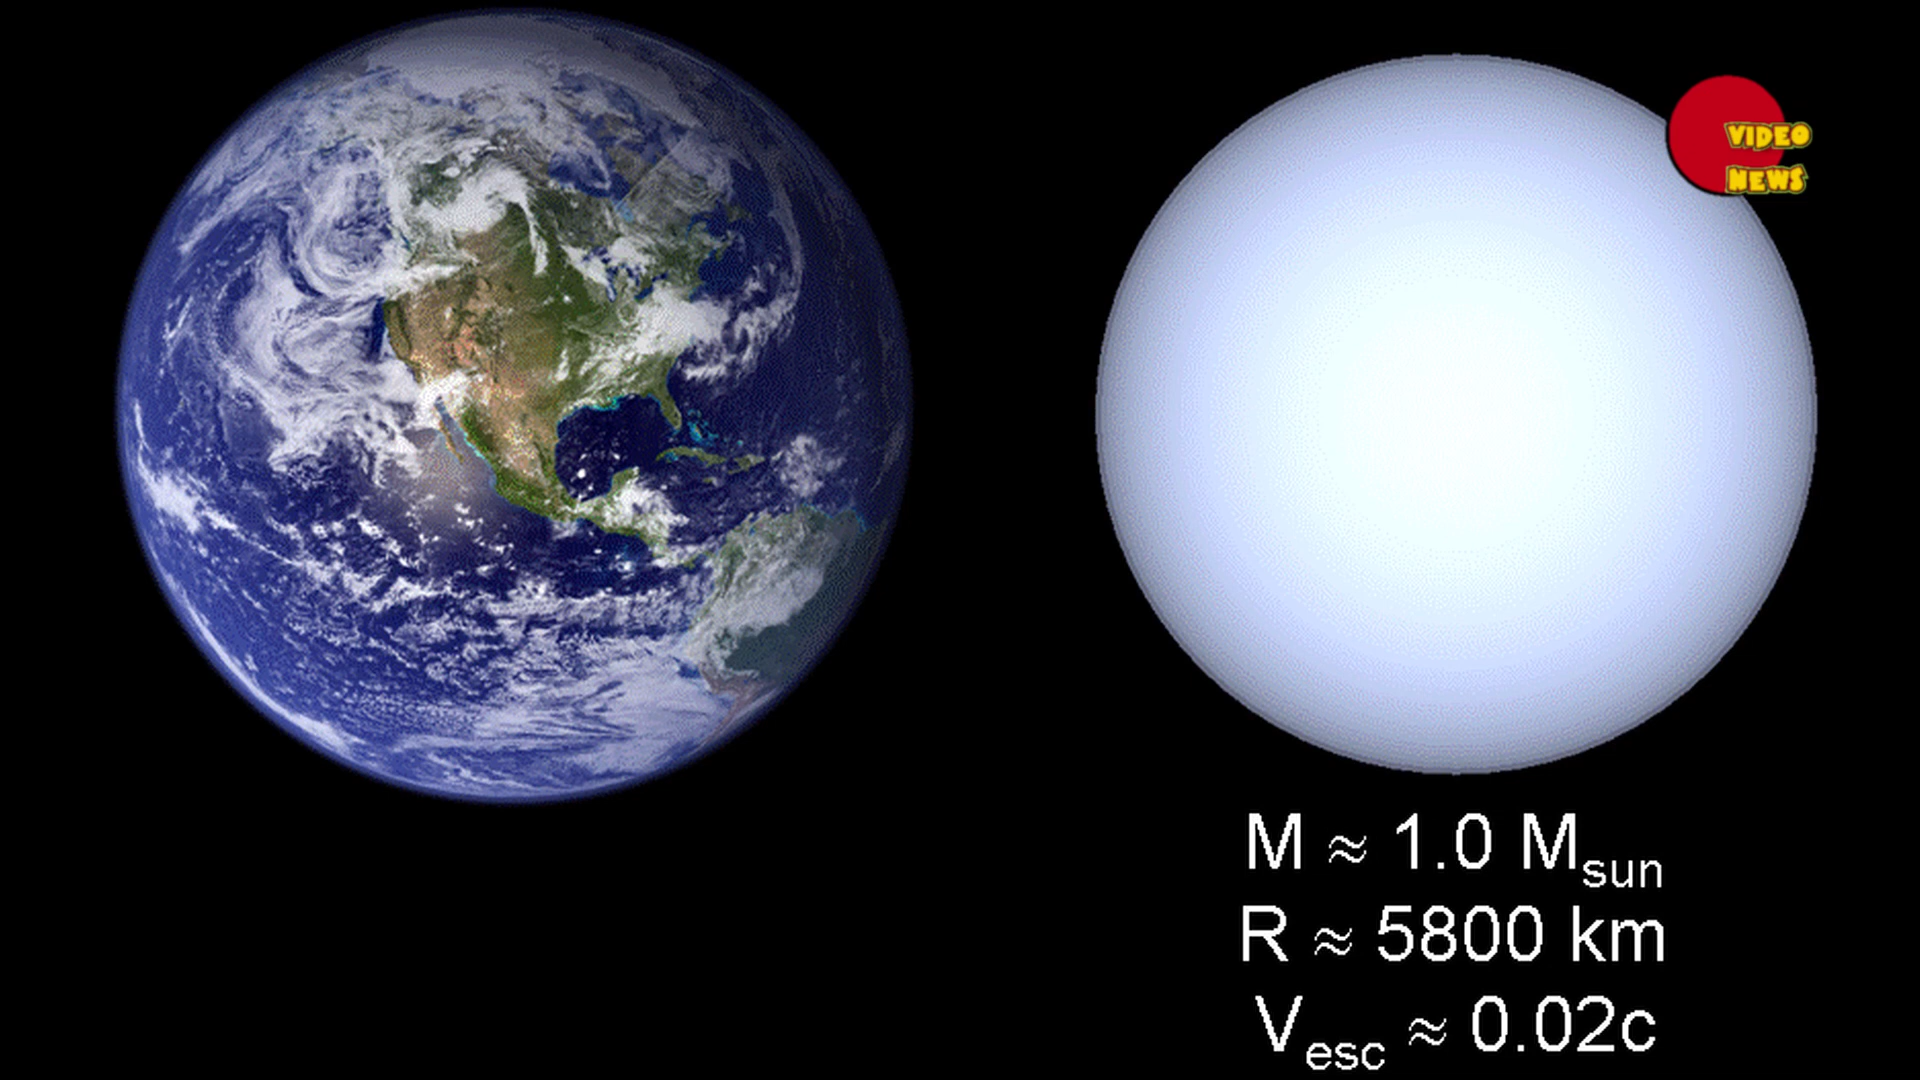 VIDEO
NEWS
M ≈ 1.0 Msun
R ≈ 5800 km
Vesc ≈ 0.02c